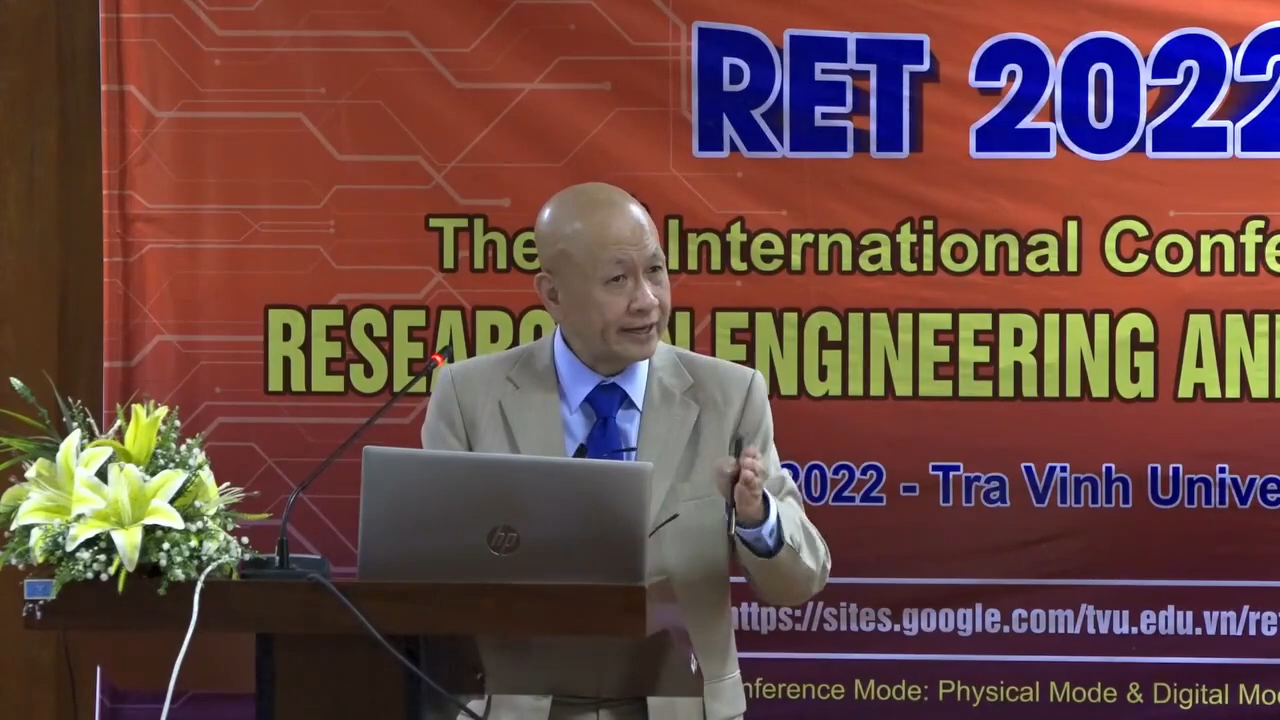 RET 2022
The International Confe
RESEARC N ENGINEERING AN
2022 - Tra Vinh Unive
https://sites.google.com/tvu.edu.vn/re
nference Mode: Physical Mode & Digital Mo
hp